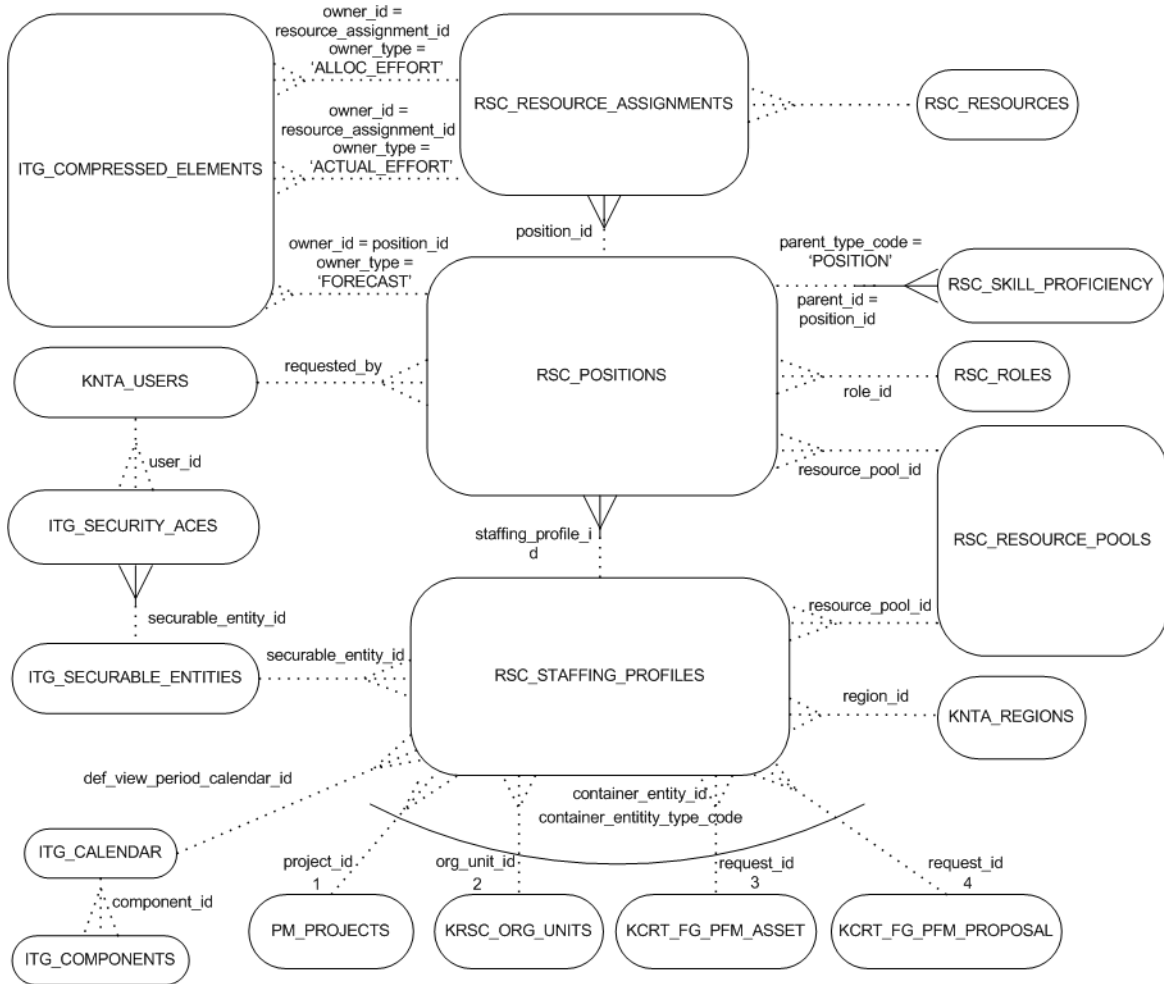 owner_id =
resource_assignment_id
owner_type =
‘ALLOC_EFFORT’
RSC_RESOURCE_ASSIGNMENTS
RSC_RESOURCES
owner_id =
resource_assignment_id
owner_type =
‘ACTUAL_EFFORT’
ITG_COMPRESSED_ELEMENTS
position_id
owner_id = position_id
owner_type =
‘FORECAST’
parent_type_code =
‘POSITION’
RSC_SKILL_PROFICIENCY
parent_id =
position_id
KNTA_USERS
requested_by
RSC_POSITIONS
RSC_ROLES
role_id
user_id
resource_pool_id
ITG_SECURITY_ACES
staffing_profile_i
d
RSC_RESOURCE_POOLS
securable_entity_id
resource_pool_id
ITG_SECURABLE_ENTITIES
securable_entity_id
RSC_STAFFING_PROFILES
region_id
KNTA_REGIONS
def_view_period_calendar_id
container_entity_id
container_entitity_type_code
ITG_CALENDAR
project_id
1
org_unit_id
2
request_id
3
request_id
4
component_id
PM_PROJECTS
KRSC_ORG_UNITS
KCRT_FG_PFM_ASSET
KCRT_FG_PFM_PROPOSAL
ITG_COMPONENTS